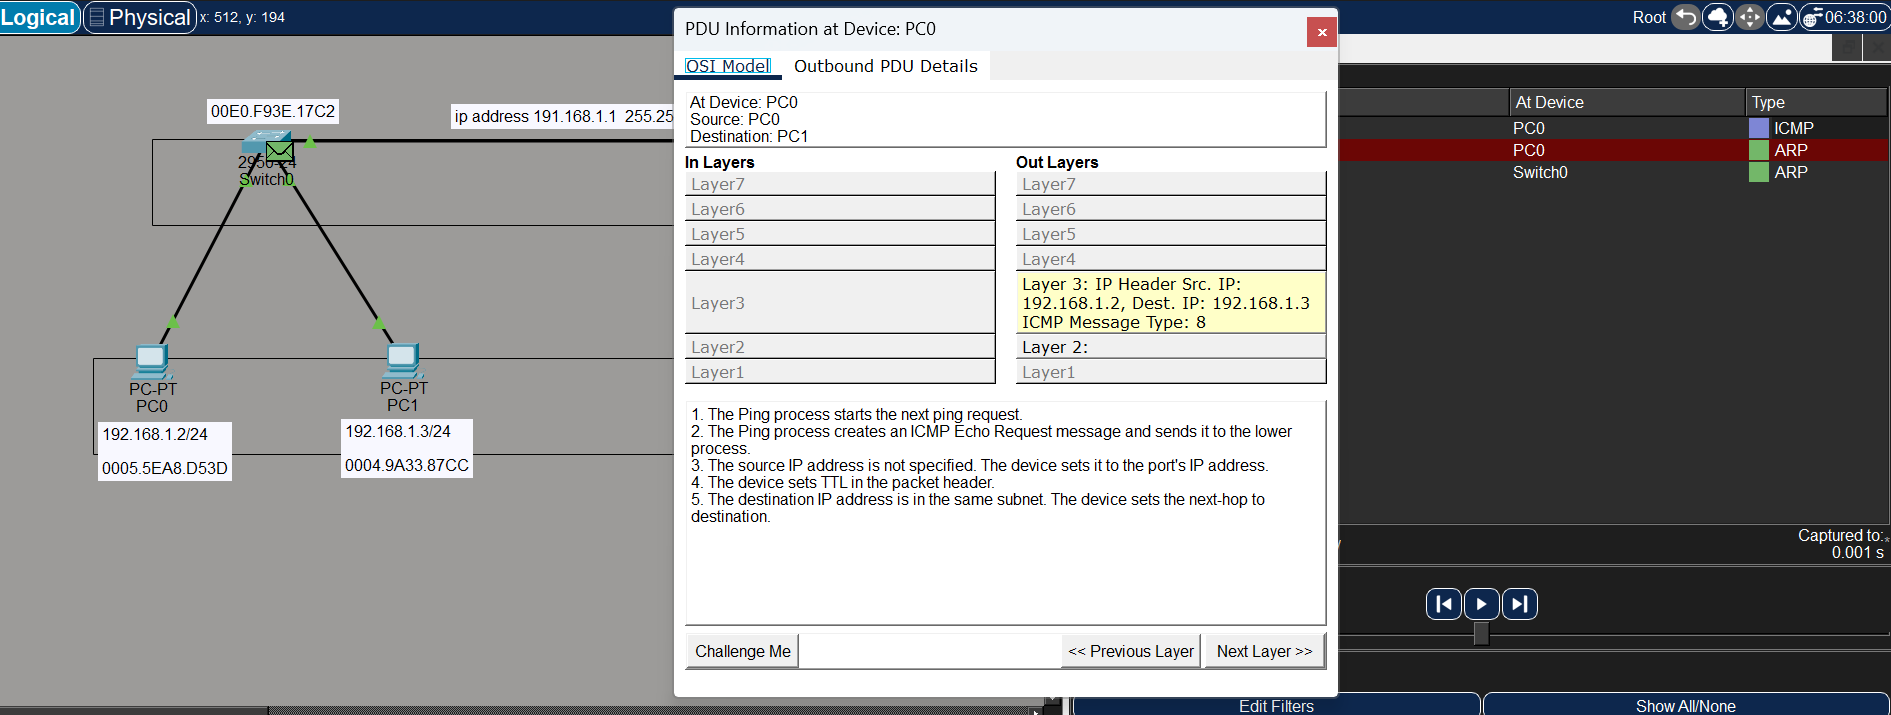 Logical
Physical
x: 512, y: 194
Root
06:38:00
00E0.F93E.17C2
ip address 191.168.1.1 255.25
2950-24
Switch0
PC-PT
PC0
192.168.1.2/24
0005.5EA8.D53D
PC-PT
PC1
192.168.1.3/24
0004.9A33.87CC
PDU Information at Device: PC0
OSI Model
Outbound PDU Details
At Device: PC0
Source: PC0
Destination: PC1
In Layers
Layer7
Layer6
Layer5
Layer4
Layer3
Layer2
Layer1
Out Layers
Layer7
Layer6
Layer5
Layer4
Layer 3: IP Header Src. IP:
192.168.1.2, Dest. IP: 192.168.1.3
ICMP Message Type: 8
Layer 2:
Layer1
1. The Ping process starts the next ping request.
2. The Ping process creates an ICMP Echo Request message and sends it to the lower
process.
3. The source IP address is not specified. The device sets it to the port's IP address.
4. The device sets TTL in the packet header.
5. The destination IP address is in the same subnet. The device sets the next-hop to
destination.
Challenge Me
<< Previous Layer
Next Layer >>
At Device
Type
PC0
ICMP
PC0
ARP
Switch0
ARP
Captured to:
0.001 s
Edit Filters
Show All/None